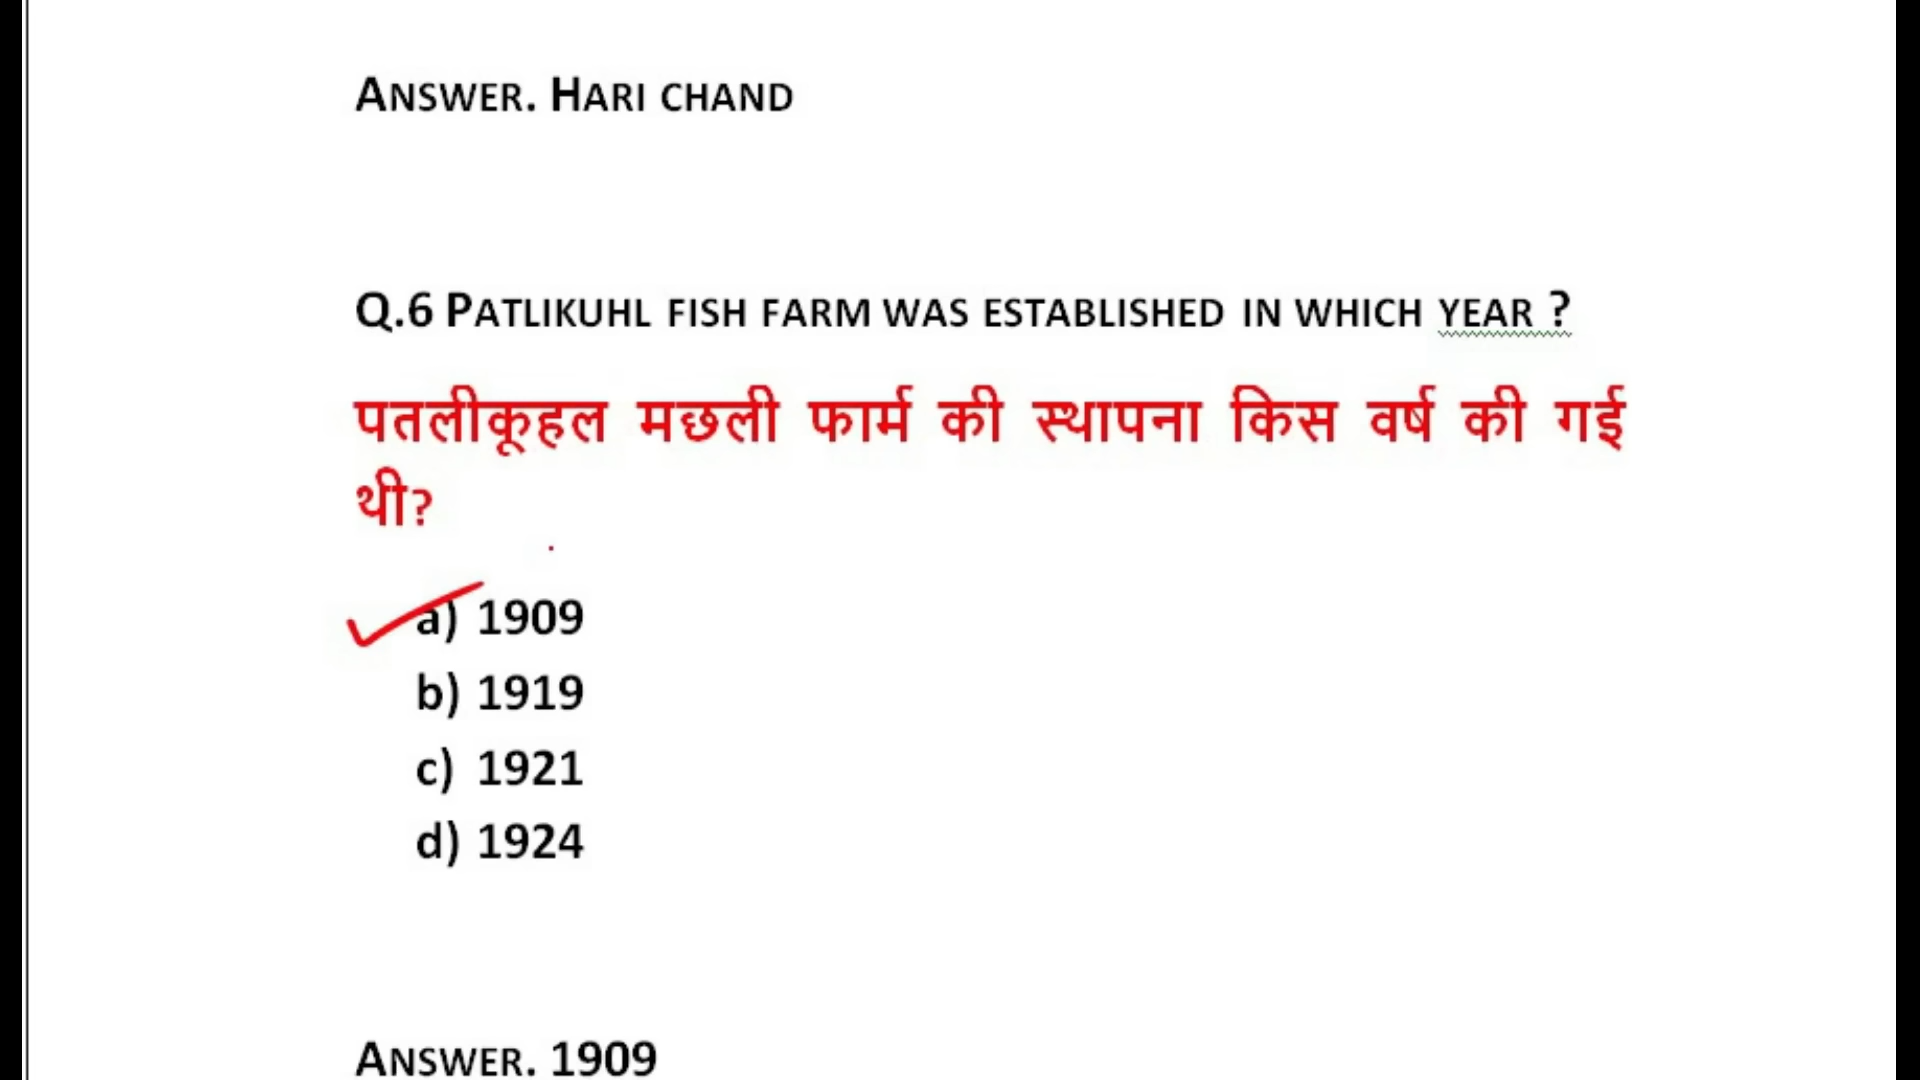 ANSWER. HARI CHAND
Q.6 PATLIKUHL FISH FARM WAS ESTABLISHED IN WHICH YEAR ?
पतलीकूहल मछली फार्म की स्थापना किस वर्ष की गई
थी?
a) 1909
b) 1919
c) 1921
d) 1924
ANSWER. 1909